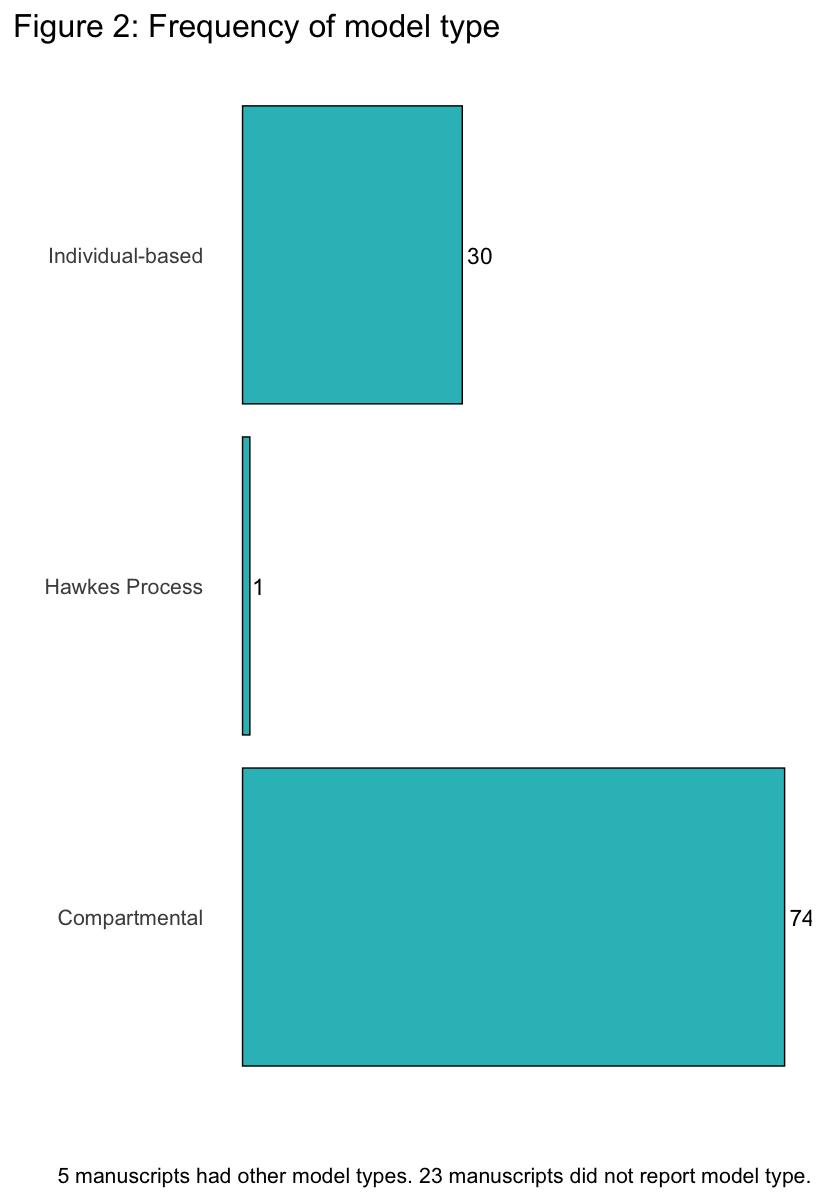 Figure 2: Frequency of model type
Individual-based
30
Hawkes Process
1
Compartmental
74
5 manuscripts had other model types. 23 manuscripts did not report model type.